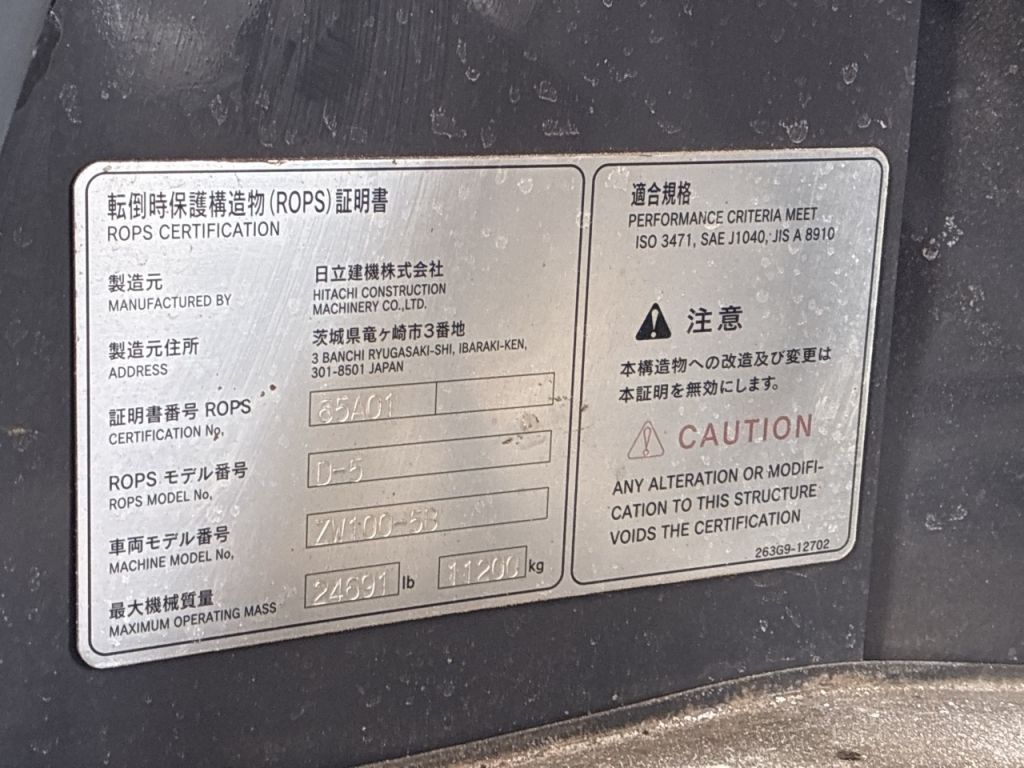 転倒時保護構造物(ROPS)証明書
ROPS CERTIFICATION
製造元
MANUFACTURED BY
日立建機株式会社
HITACHI CONSTRUCTION
MACHINERY CO.,LTD.
製造元住所
ADDRESS
茨城県竜ヶ崎市3番地
3 BANCHI RYUGASAKI-SHI, IBARAKI-KEN,
301-8501 JAPAN
証明書番号 ROPS
CERTIFICATION No.
85A01
ROPS モデル番号
ROPS MODEL No.
D-5
車両モデル番号
MACHINE MODEL No.
ZW100-5B
最大機械質量
MAXIMUM OPERATING MASS
24691 lb 11200 kg
適合規格
PERFORMANCE CRITERIA MEET
ISO 3471, SAE J1040, JIS A 8910
注意
本構造物への改造及び変更は
本証明を無効にします。
CAUTION
ANY ALTERATION OR MODIFI-
CATION TO THIS STRUCTURE
VOIDS THE CERTIFICATION
263G9-12702